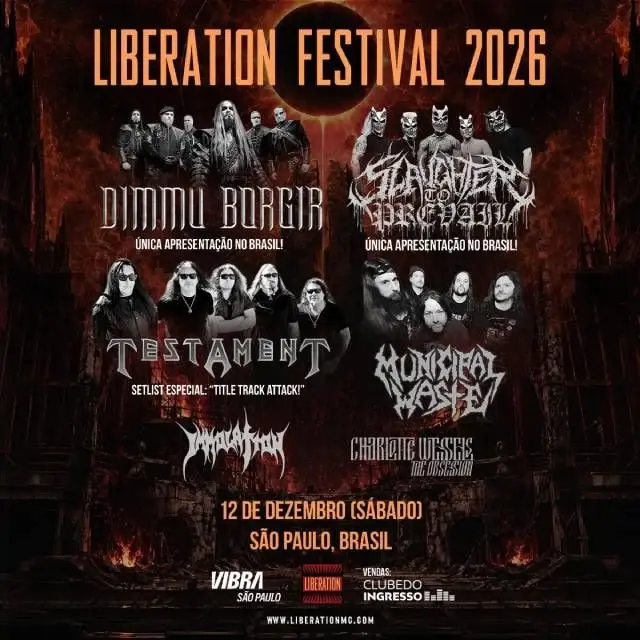 LIBERATION FESTIVAL 2026
DIMMU BORGIR
ÚNICA APRESENTAÇÃO NO BRASIL!
SLAUGHTER
TO
PREVAIL
ÚNICA APRESENTAÇÃO NO BRASIL!
TESTAMENT
SETLIST ESPECIAL: “TITLE TRACK ATTACK!”
MUNICIPAL
WASTE
IMMOLATION
CHARLOTTE WESSELS
THE OBSESSION
12 DE DEZEMBRO (SÁBADO)
SÃO PAULO, BRASIL
VIBRA
SÃO PAULO
LIBERATION
VENDAS:
CLUBEDO
INGRESSO
WWW.LIBERATIONMC.COM